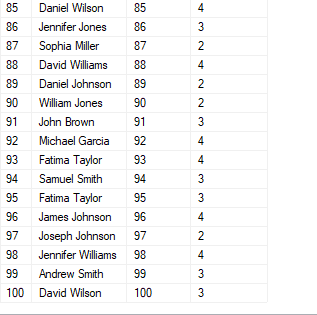 85 Daniel Wilson 85 4
86 Jennifer Jones 86 3
87 Sophia Miller 87 2
88 David Williams 88 4
89 Daniel Johnson 89 2
90 William Jones 90 2
91 John Brown 91 3
92 Michael Garcia 92 4
93 Fatima Taylor 93 4
94 Samuel Smith 94 3
95 Fatima Taylor 95 3
96 James Johnson 96 4
97 Joseph Johnson 97 2
98 Jennifer Williams 98 4
99 Andrew Smith 99 3
100 David Wilson 100 3